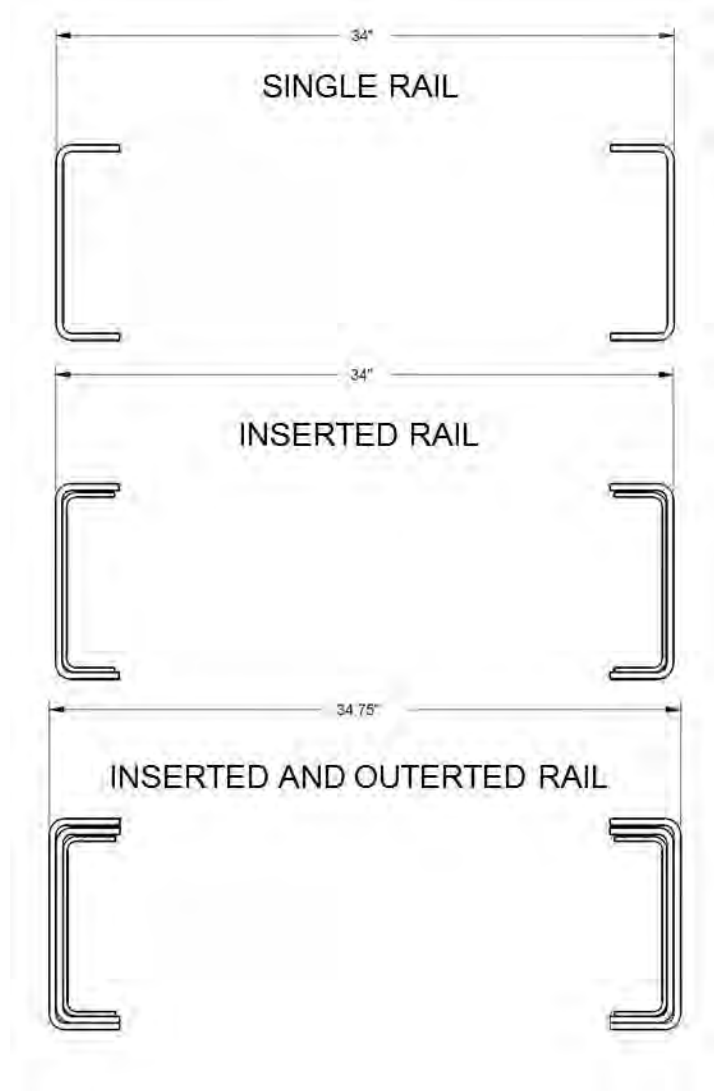 34"
SINGLE RAIL
34"
INSERTED RAIL
34.75"
INSERTED AND OUTERTED RAIL